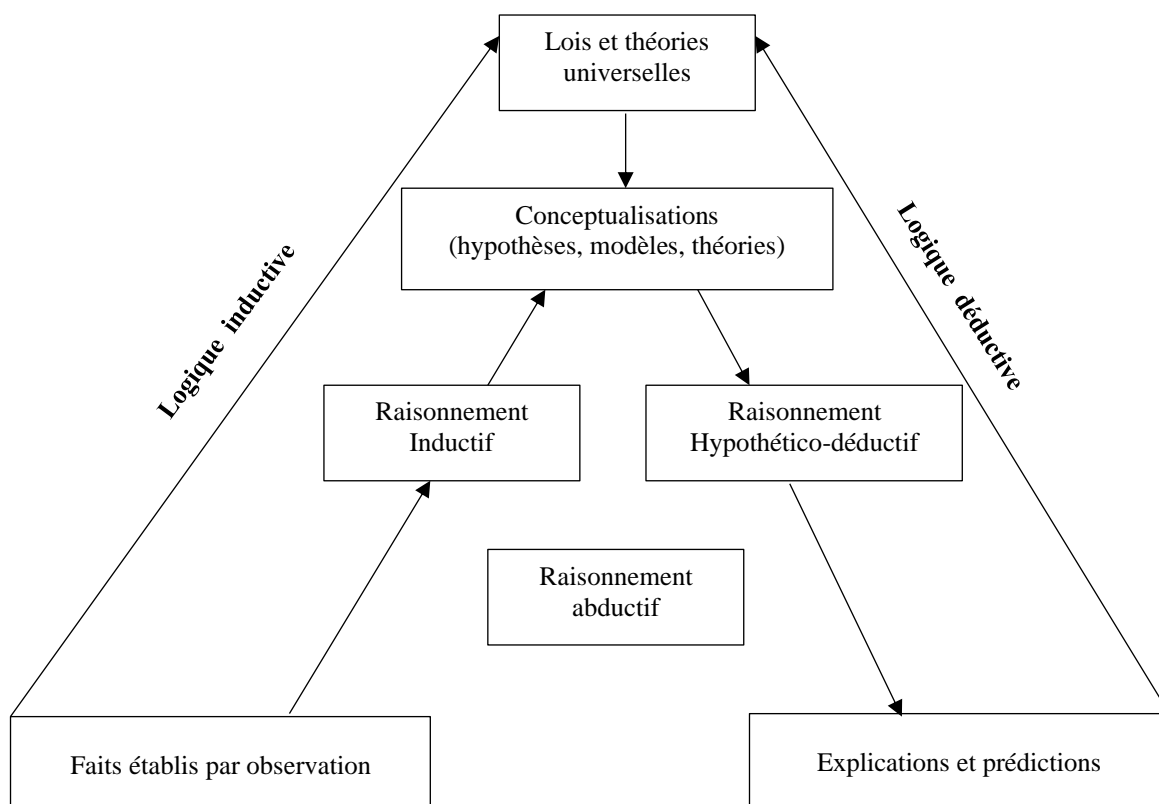 Lois et théories
universelles
Conceptualisations
(hypothèses, modèles, théories)
Logique inductive
Logique déductive
Raisonnement
Inductif
Raisonnement
Hypothético-déductif
Raisonnement
abductif
Faits établis par observation
Explications et prédictions